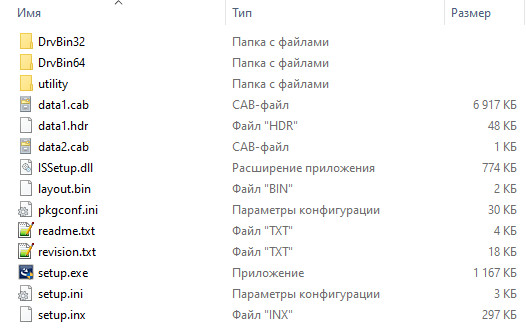 Имя Тип Размер
DrvBin32 Папка с файлами
DrvBin64 Папка с файлами
utility Папка с файлами
data1.cab CAB-файл 6 917 КБ
data1.hdr Файл "HDR" 48 КБ
data2.cab CAB-файл 1 КБ
ISSetup.dll Расширение приложения 774 КБ
layout.bin Файл "BIN" 2 КБ
pkgconf.ini Параметры конфигурации 30 КБ
readme.txt Файл "TXT" 4 КБ
revision.txt Файл "TXT" 18 КБ
setup.exe Приложение 1 167 КБ
setup.ini Параметры конфигурации 3 КБ
setup.inx Файл "INX" 297 КБ